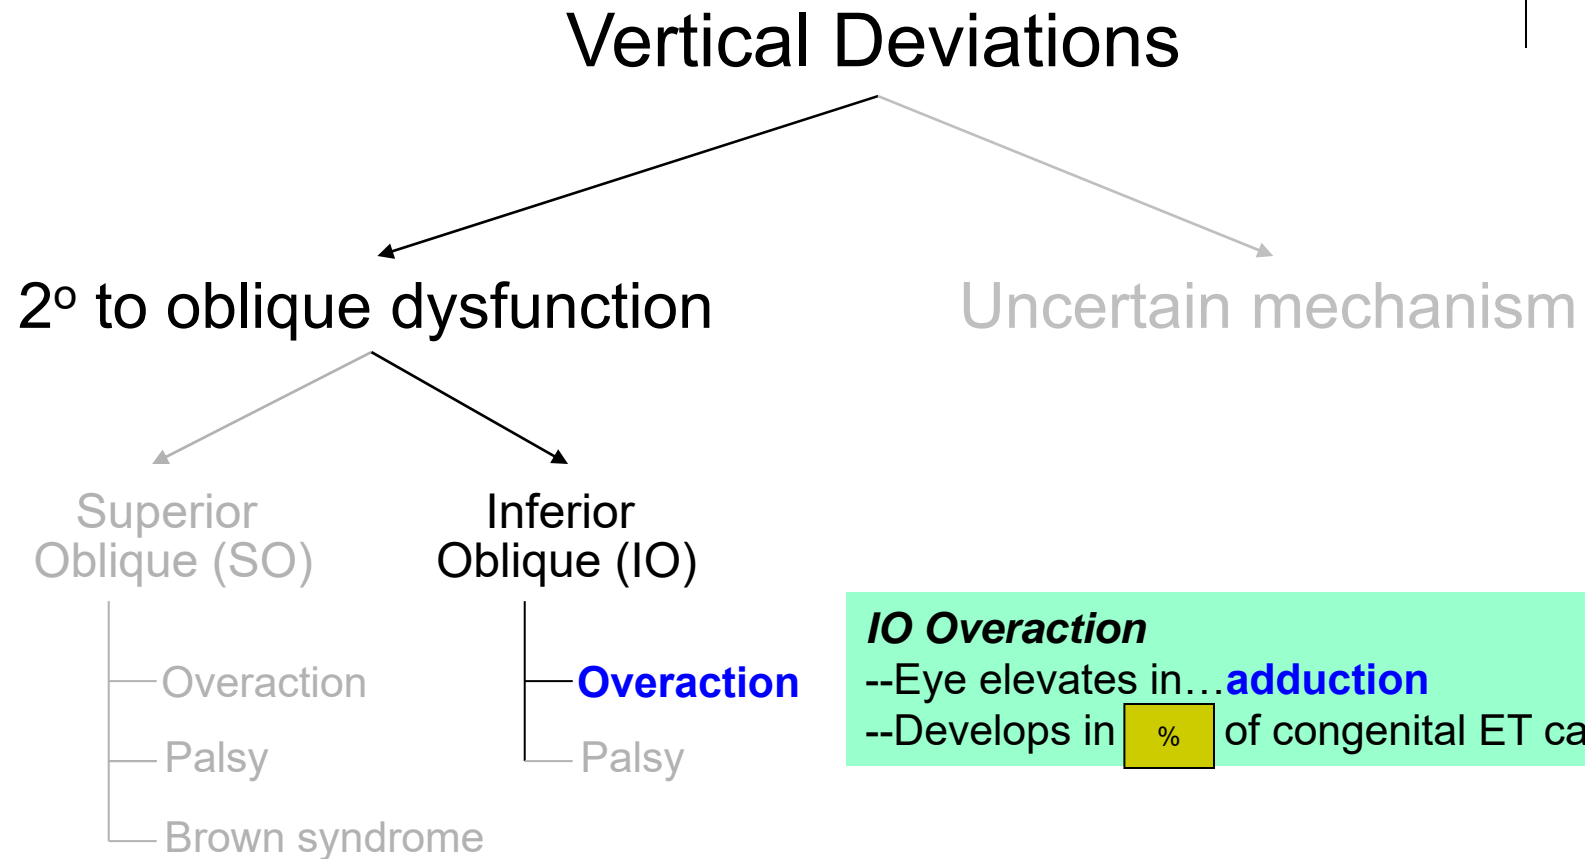 Vertical Deviations
2º to oblique dysfunction
Uncertain mechanism
Superior
Oblique (SO)
Inferior
Oblique (IO)
Overaction
Palsy
Brown syndrome
Overaction
Palsy
IO Overaction
--Eye elevates in…adduction
--Develops in % of congenital ET ca